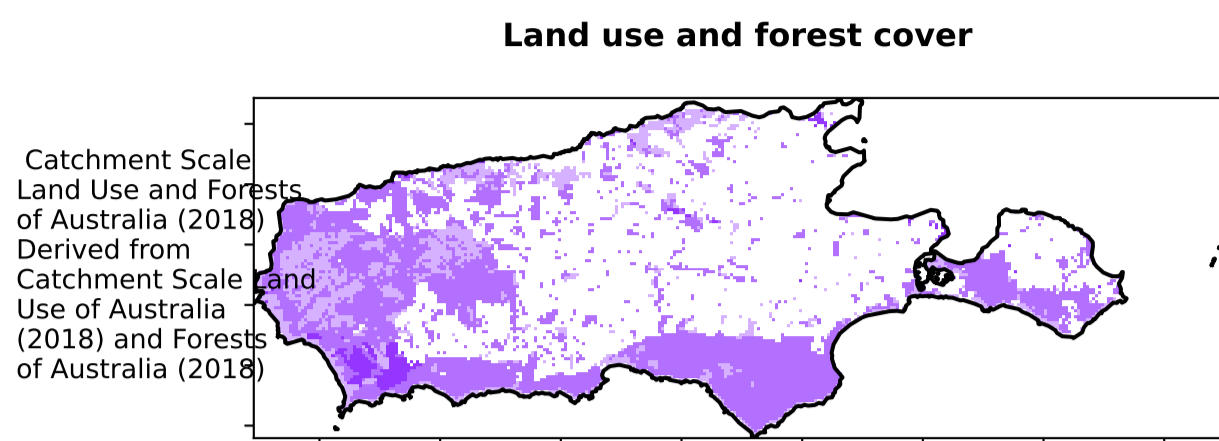 Land use and forest cover
Catchment Scale
Land Use and Forests
of Australia (2018)
Derived from
Catchment Scale Land
Use of Australia
(2018) and Forests
of Australia (2018)